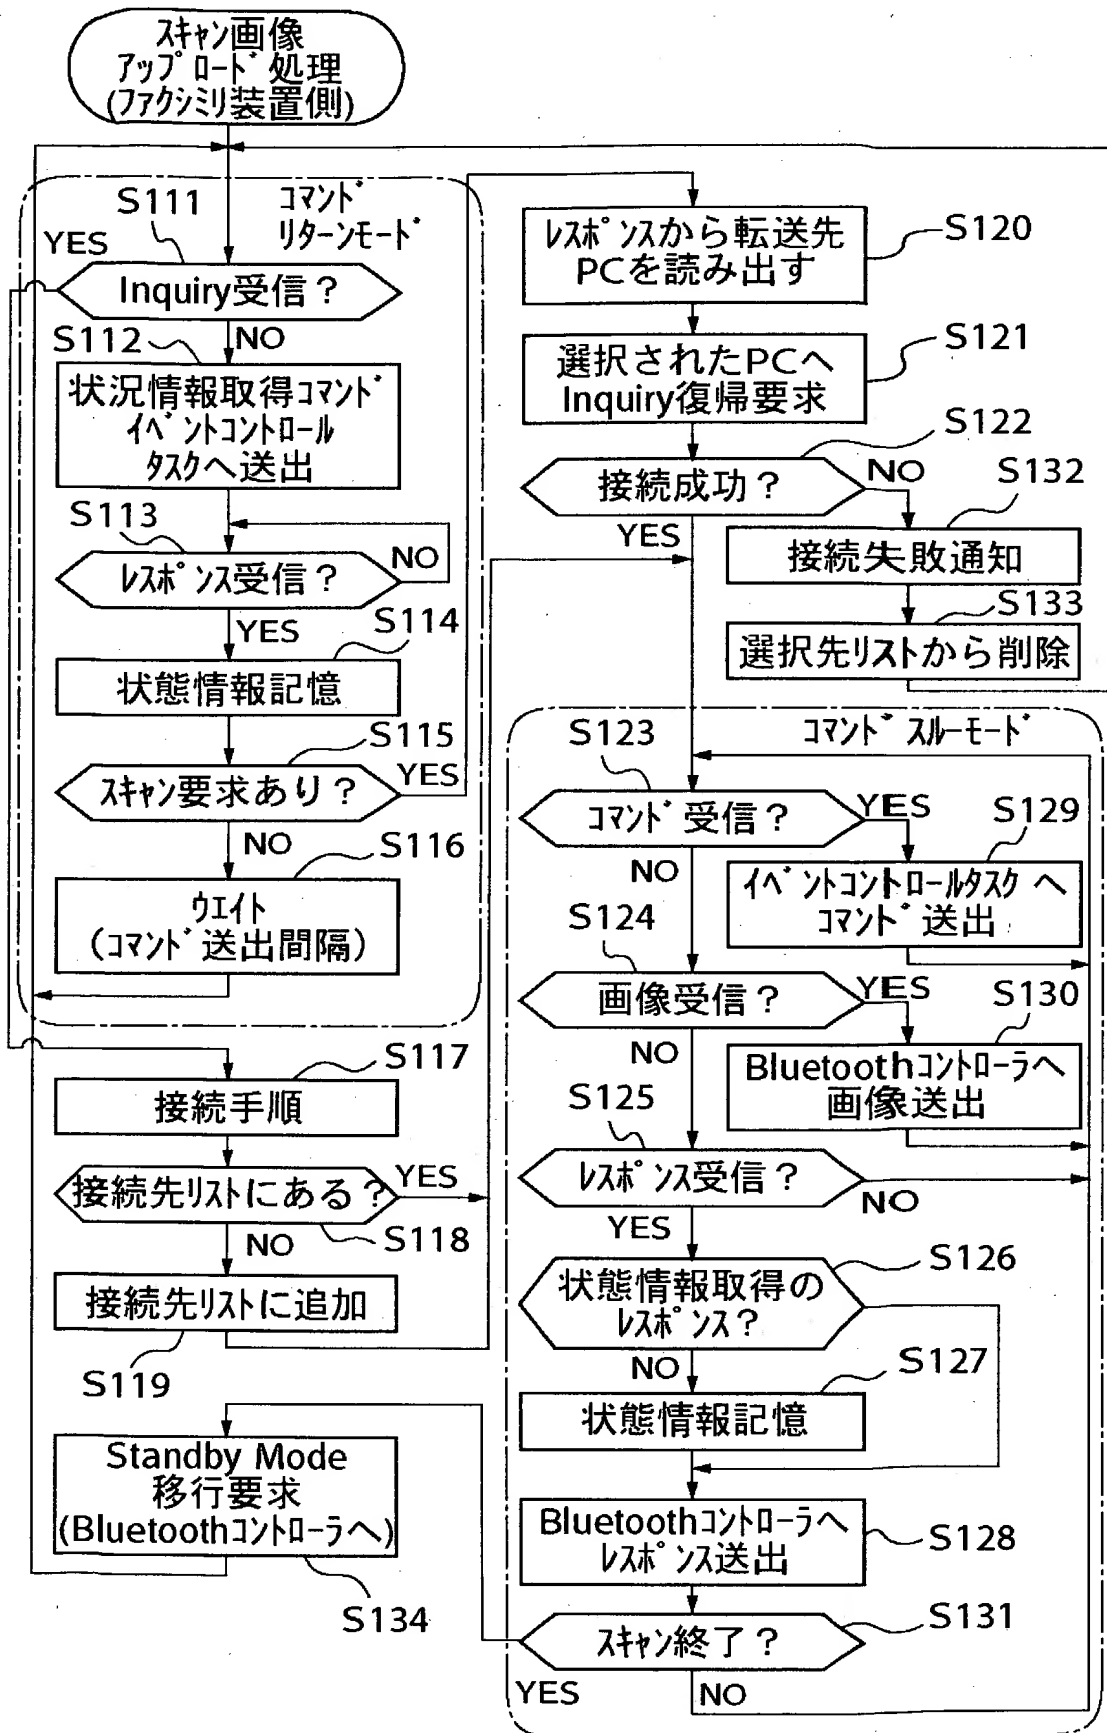 スキャン画像
アップロード処理
(ファクシミリ装置側)
コマンド
リターンモード
S111
YES
Inquiry受信？
NO
S112
状況情報取得コマンド
イベントコントロール
タスクへ送出
S113
レスポンス受信？
NO
YES
S114
状態情報記憶
S115
スキャン要求あり？
YES
NO
S116
ウエイト
（コマンド送出間隔）
S117
接続手順
接続先リストにある？
YES
S118
NO
接続先リストに追加
S119
Standby Mode
移行要求
(Bluetoothコントローラへ)
S134
レスポンスから転送先
PCを読み出す
S120
選択されたPCへ
Inquiry復帰要求
S121
接続成功？
S122
NO
YES
S132
接続失敗通知
S133
選択先リストから削除
コマンドスルーモード
S123
コマンド受信？
YES
NO
S129
イベントコントロールタスクへ
コマンド送出
S124
画像受信？
YES
NO
S130
Bluetoothコントローラへ
画像送出
S125
レスポンス受信？
NO
YES
状態情報取得の
レスポンス？
S126
NO
S127
状態情報記憶
Bluetoothコントローラへ
レスポンス送出
S128
スキャン終了？
S131
YES
NO